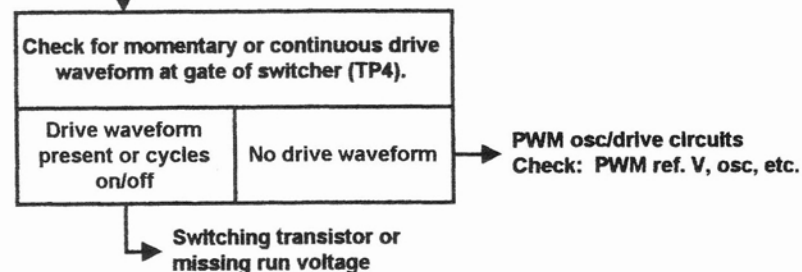 Check for momentary or continuous drive
waveform at gate of switcher (TP4).
Drive waveform
present or cycles
on/off
No drive waveform
PWM osc/drive circuits
Check: PWM ref. V, osc, etc.
Switching transistor or
missing run voltage